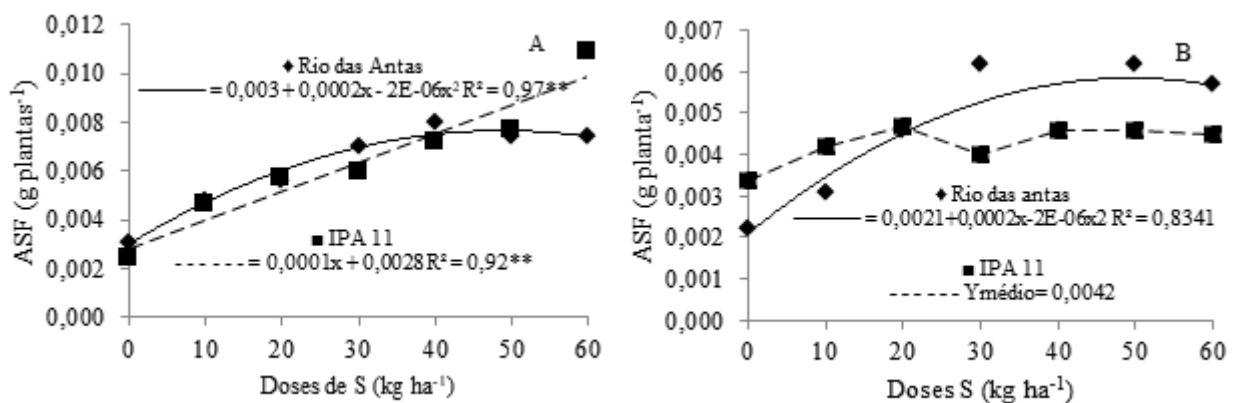 0,012
0,010
0,008
0,006
0,004
0,002
0,000
ASF (g plantas⁻¹)
A
Rio das Antas
= 0,003 + 0,0002x - 2E-06x² R² = 0,97**
IPA 11
= 0,0001x + 0,0028 R² = 0,92**
0 10 20 30 40 50 60
Doses de S (kg ha⁻¹)
0,007
0,006
0,005
0,004
0,003
0,002
0,001
0,000
ASF (g planta⁻¹)
B
Rio das antas
= 0,0021+0,0002x-2E-06x2 R² = 0,8341
IPA 11
Ymédio= 0,0042
0 10 20 30 40 50 60
Doses S (kg ha⁻¹)